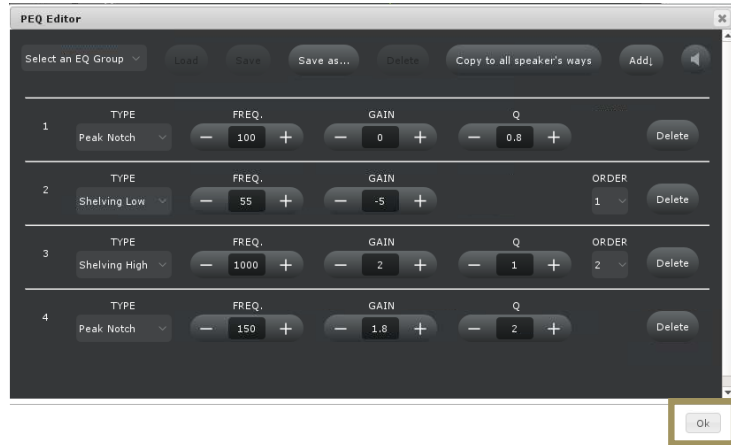 PEQ Editor
Select an EQ Group Load Save Save as... Delete Copy to all speaker's ways Add↓
TYPE FREQ. GAIN Q
1 Peak Notch — 100 + — 0 + — 0.8 + Delete
TYPE FREQ. GAIN ORDER
2 Shelving Low — 55 + — -5 + 1 Delete
TYPE FREQ. GAIN Q ORDER
3 Shelving High — 1000 + — 2 + — 1 + 2 Delete
TYPE FREQ. GAIN Q
4 Peak Notch — 150 + — 1.8 + — 2 + Delete
Ok